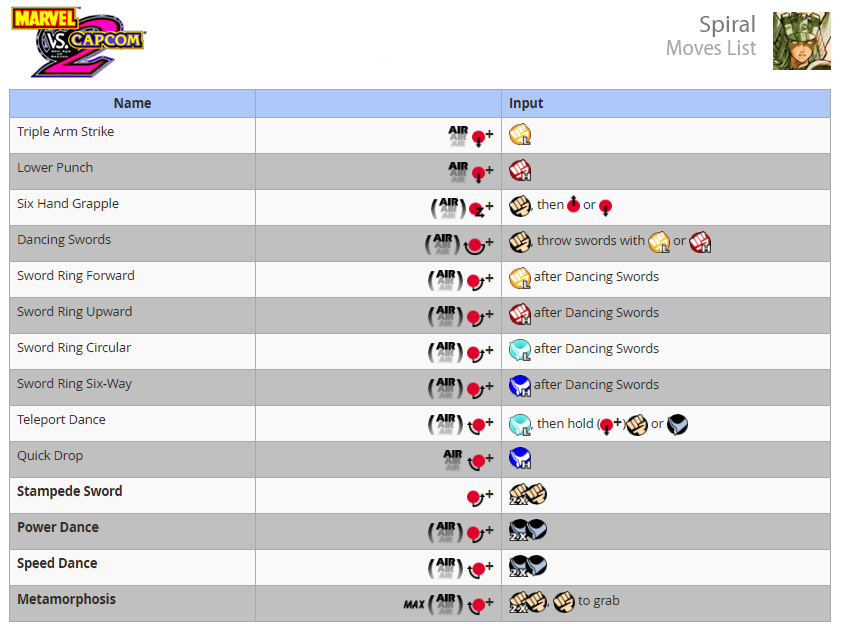 MARVEL VS. CAPCOM 2
Spiral
Moves List
Name Input
Triple Arm Strike AIR + L
Lower Punch AIR + H
Six Hand Grapple (AIR) Z + , then or
Dancing Swords (AIR) + , throw swords with L or H
Sword Ring Forward (AIR) + L after Dancing Swords
Sword Ring Upward (AIR) + H after Dancing Swords
Sword Ring Circular (AIR) + L after Dancing Swords
Sword Ring Six-Way (AIR) + H after Dancing Swords
Teleport Dance (AIR) + L , then hold ( + ) or
Quick Drop AIR + H
Stampede Sword + 2X
Power Dance (AIR) + 2X
Speed Dance (AIR) + 2X
Metamorphosis MAX (AIR) + 2X , to grab